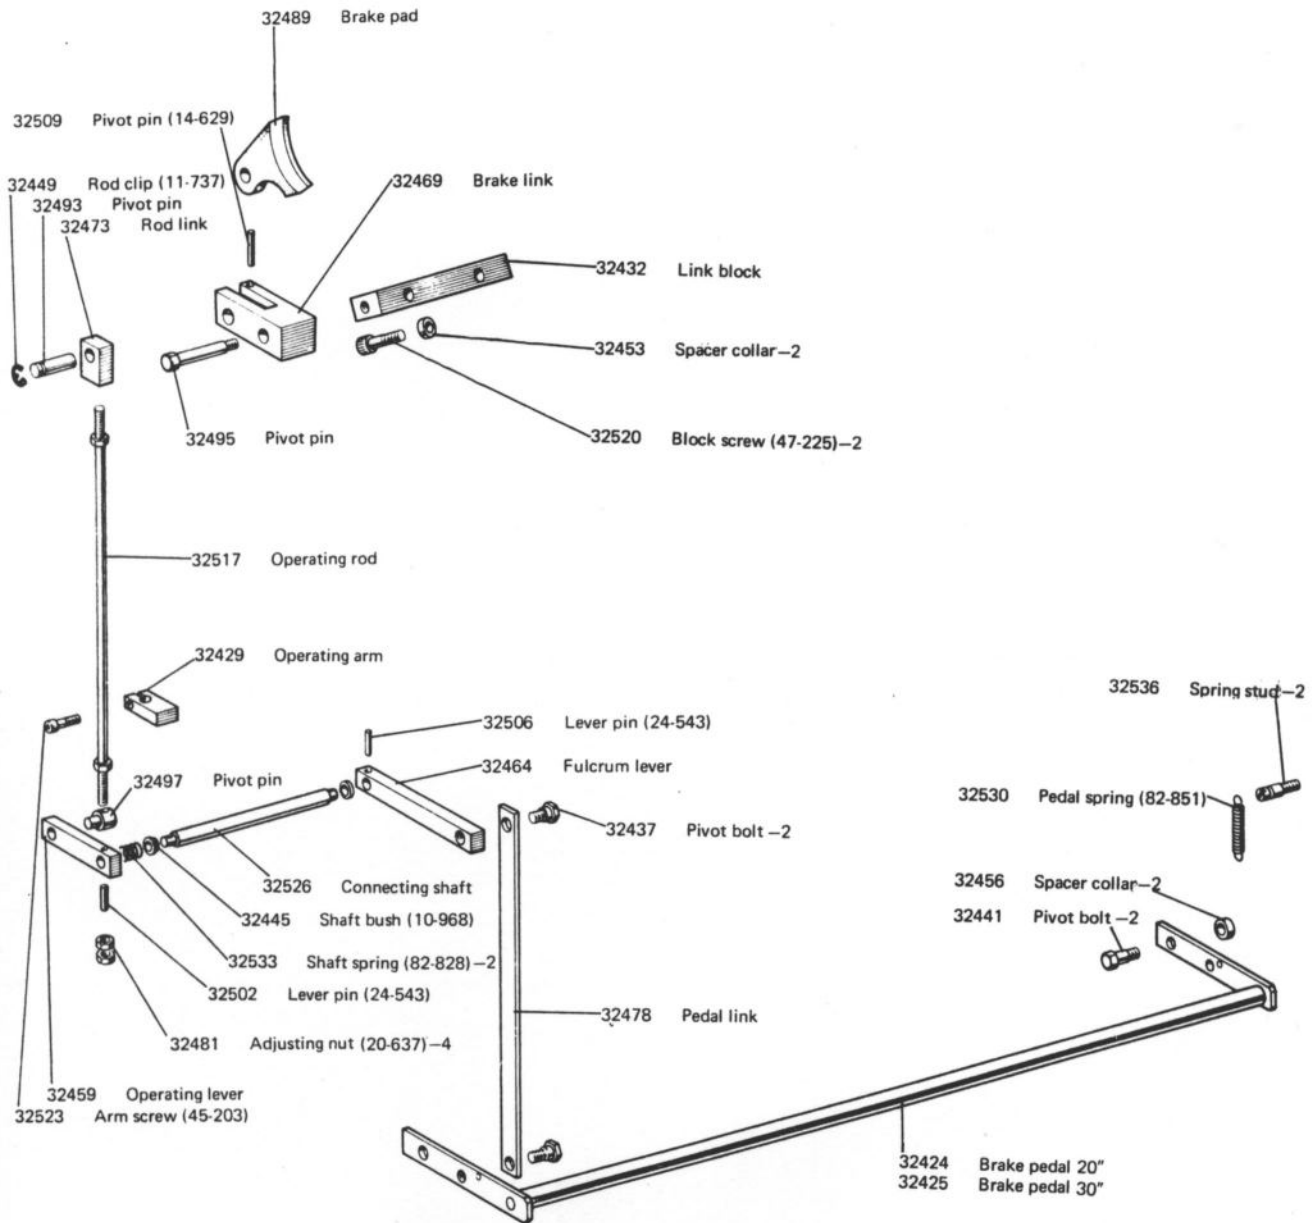 32489 Brake pad
32509 Pivot pin (14-629)
32449 Rod clip (11-737)
32493 Pivot pin
32473 Rod link
32469 Brake link
32432 Link block
32453 Spacer collar—2
32495 Pivot pin
32520 Block screw (47-225)—2
32517 Operating rod
32429 Operating arm
32536 Spring stud—2
32506 Lever pin (24-543)
32464 Fulcrum lever
32497 Pivot pin
32530 Pedal spring (82-851)
32437 Pivot bolt —2
32526 Connecting shaft
32456 Spacer collar—2
32445 Shaft bush (10-968)
32441 Pivot bolt —2
32533 Shaft spring (82-828)—2
32502 Lever pin (24-543)
32478 Pedal link
32481 Adjusting nut (20-637)—4
32459 Operating lever
32523 Arm screw (45-203)
32424 Brake pedal 20"
32425 Brake pedal 30"